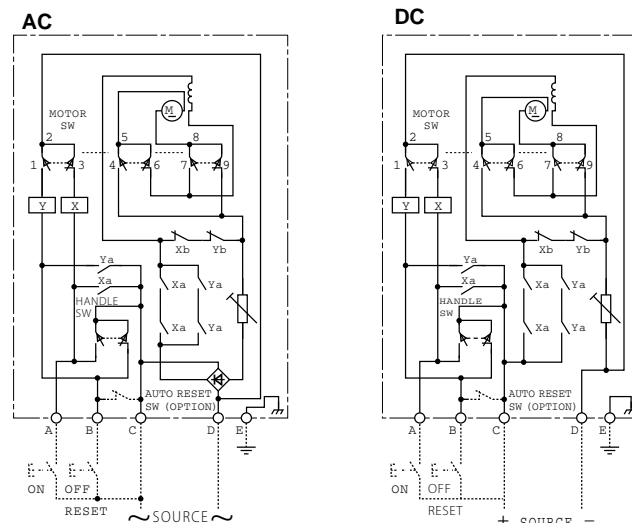 AC
MOTOR
SW
2
5
8
M
1
3
4
6
7
9
Y
X
Xb
Yb
Ya
Xa
HANDLE
SW
Xa
Ya
Xa
Ya
AUTO RESET
SW (OPTION)
A
B
C
D
E
ON
OFF
RESET
~SOURCE~
DC
MOTOR
SW
2
5
8
M
1
3
4
6
7
9
Y
X
Xb
Yb
Ya
Xa
HANDLE
SW
Xa
Ya
Xa
Ya
AUTO RESET
SW (OPTION)
A
B
C
D
E
ON
OFF
RESET
+ SOURCE −